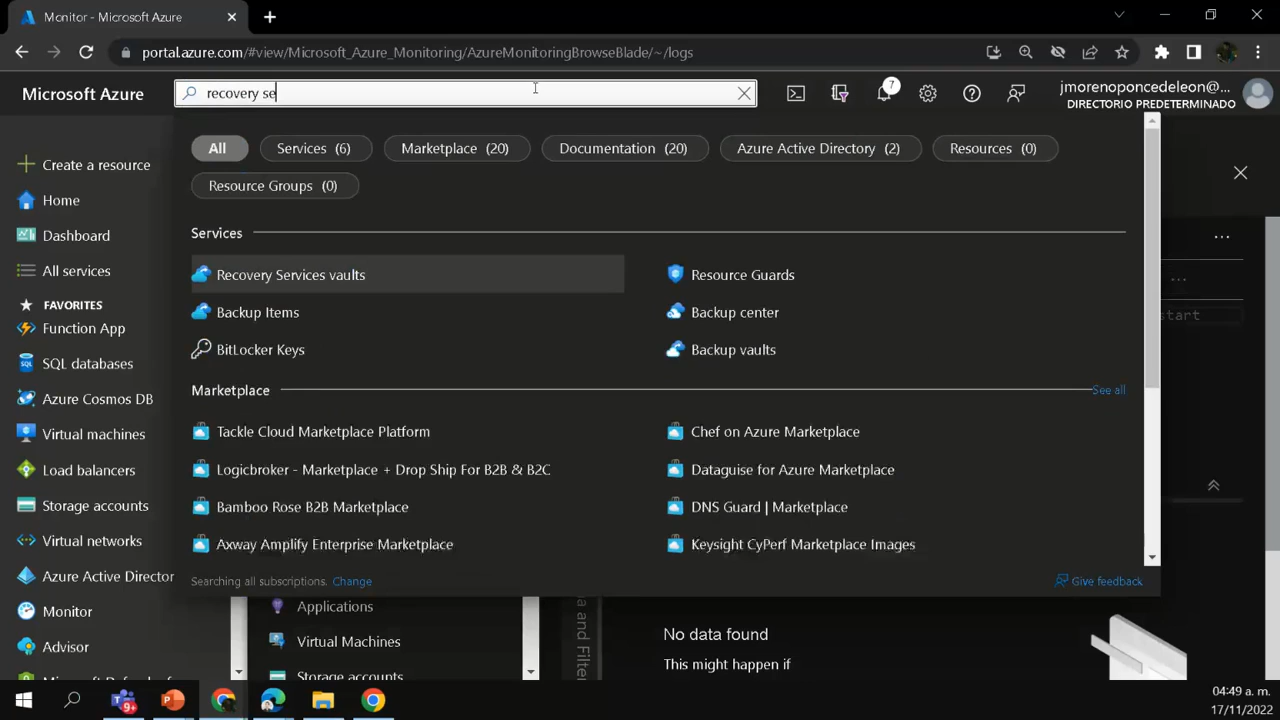 Monitor - Microsoft Azure
portal.azure.com/#view/Microsoft_Azure_Monitoring/AzureMonitoringBrowseBlade/~/logs
Microsoft Azure
recovery se
7
jmorenoponcedeleon@...
DIRECTORIO PREDETERMINADO
All
Services (6)
Marketplace (20)
Documentation (20)
Azure Active Directory (2)
Resources (0)
Resource Groups (0)
Create a resource
Home
Dashboard
All services
FAVORITES
Function App
SQL databases
Azure Cosmos DB
Virtual machines
Load balancers
Storage accounts
Virtual networks
Azure Active Director
Monitor
Advisor
Services
Recovery Services vaults
Resource Guards
Backup Items
Backup center
BitLocker Keys
Backup vaults
Marketplace
See all
Tackle Cloud Marketplace Platform
Chef on Azure Marketplace
Logicbroker - Marketplace + Drop Ship For B2B & B2C
Dataguise for Azure Marketplace
Bamboo Rose B2B Marketplace
DNS Guard | Marketplace
Axway Amplify Enterprise Marketplace
Keysight CyPerf Marketplace Images
Searching all subscriptions. Change
Give feedback
start
Applications
Virtual Machines
Storage accounts
a and Filter
No data found
This might happen if
9+
04:49 a. m.
17/11/2022